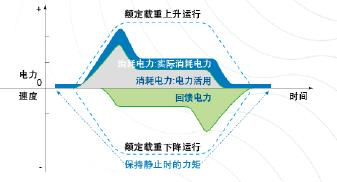 +
额定载重上升运行
消耗电力:实际消耗电力
电力
消耗电力:电力活用
0
速度
回馈电力
时间
额定载重下降运行
保持静止时的力矩
-